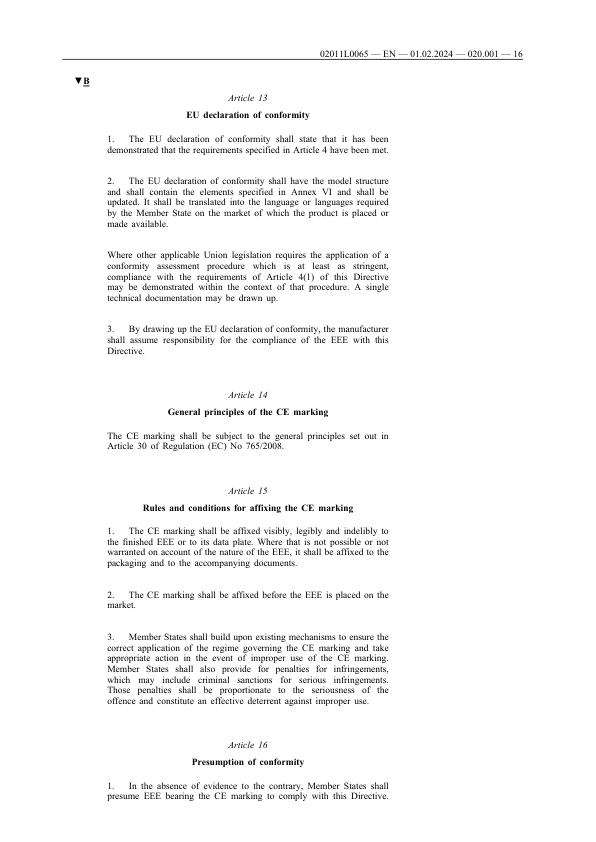 02011L0065 — EN — 01.02.2024 — 020.001 — 16
▼B
Article 13
EU declaration of conformity
1. The EU declaration of conformity shall state that it has been
demonstrated that the requirements specified in Article 4 have been met.
2. The EU declaration of conformity shall have the model structure
and shall contain the elements specified in Annex VI and shall be
updated. It shall be translated into the language or languages required
by the Member State on the market of which the product is placed or
made available.
Where other applicable Union legislation requires the application of a
conformity assessment procedure which is at least as stringent,
compliance with the requirements of Article 4(1) of this Directive
may be demonstrated within the context of that procedure. A single
technical documentation may be drawn up.
3. By drawing up the EU declaration of conformity, the manufacturer
shall assume responsibility for the compliance of the EEE with this
Directive.
Article 14
General principles of the CE marking
The CE marking shall be subject to the general principles set out in
Article 30 of Regulation (EC) No 765/2008.
Article 15
Rules and conditions for affixing the CE marking
1. The CE marking shall be affixed visibly, legibly and indelibly to
the finished EEE or to its data plate. Where that is not possible or not
warranted on account of the nature of the EEE, it shall be affixed to the
packaging and to the accompanying documents.
2. The CE marking shall be affixed before the EEE is placed on the
market.
3. Member States shall build upon existing mechanisms to ensure the
correct application of the regime governing the CE marking and take
appropriate action in the event of improper use of the CE marking.
Member States shall also provide for penalties for infringements,
which may include criminal sanctions for serious infringements.
Those penalties shall be proportionate to the seriousness of the
offence and constitute an effective deterrent against improper use.
Article 16
Presumption of conformity
1. In the absence of evidence to the contrary, Member States shall
presume EEE bearing the CE marking to comply with this Directive.